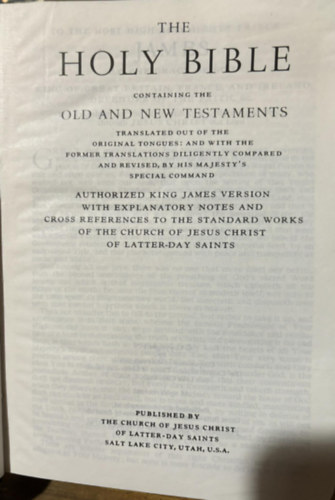 THE
HOLY BIBLE
CONTAINING THE
OLD AND NEW TESTAMENTS
TRANSLATED OUT OF THE
ORIGINAL TONGUES: AND WITH THE
FORMER TRANSLATIONS DILIGENTLY COMPARED
AND REVISED, BY HIS MAJESTY'S
SPECIAL COMMAND
AUTHORIZED KING JAMES VERSION
WITH EXPLANATORY NOTES AND
CROSS REFERENCES TO THE STANDARD WORKS
OF THE CHURCH OF JESUS CHRIST
OF LATTER-DAY SAINTS
PUBLISHED BY
THE CHURCH OF JESUS CHRIST
OF LATTER-DAY SAINTS
SALT LAKE CITY, UTAH, U.S.A.